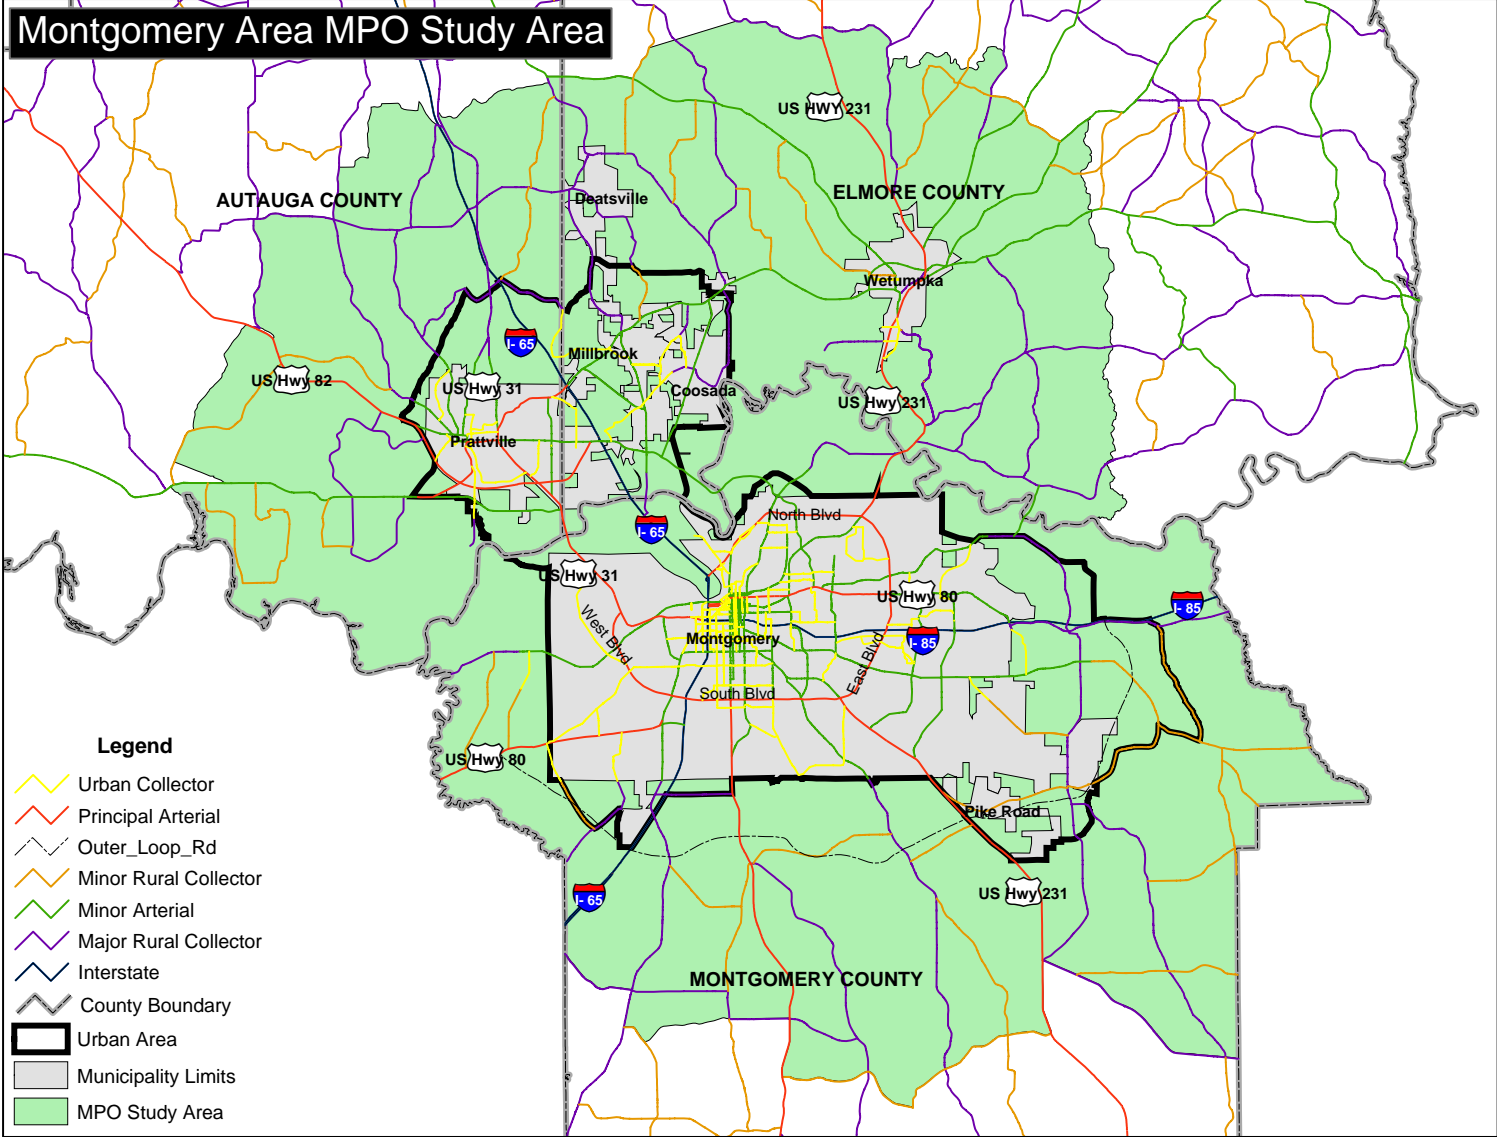 Montgomery Area MPO Study Area
US HWY 231
AUTAUGA COUNTY
ELMORE COUNTY
Deatsville
Wetumpka
I- 65
Millbrook
US Hwy 82
US Hwy 31
Coosada
US Hwy 231
Prattville
North Blvd
I- 65
US Hwy 31
US Hwy 80
I- 85
West Blvd
Montgomery
I- 85
East Blvd
South Blvd
US Hwy 80
Pike Road
I- 65
US Hwy 231
MONTGOMERY COUNTY
Legend
Urban Collector
Principal Arterial
Outer_Loop_Rd
Minor Rural Collector
Minor Arterial
Major Rural Collector
Interstate
County Boundary
Urban Area
Municipality Limits
MPO Study Area